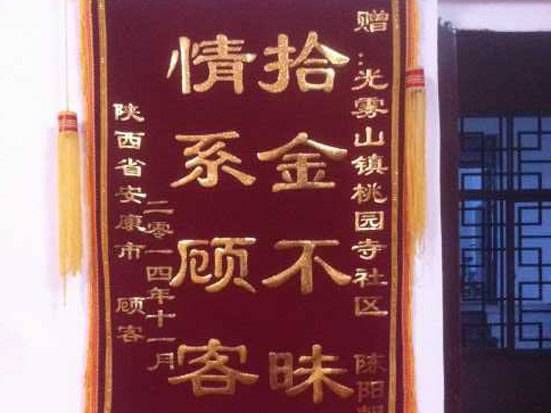 赠：光雾山镇桃园寺社区 陈阳
拾金不昧
情系顾客
陕西省安康市 顾客
二零一四年十一月